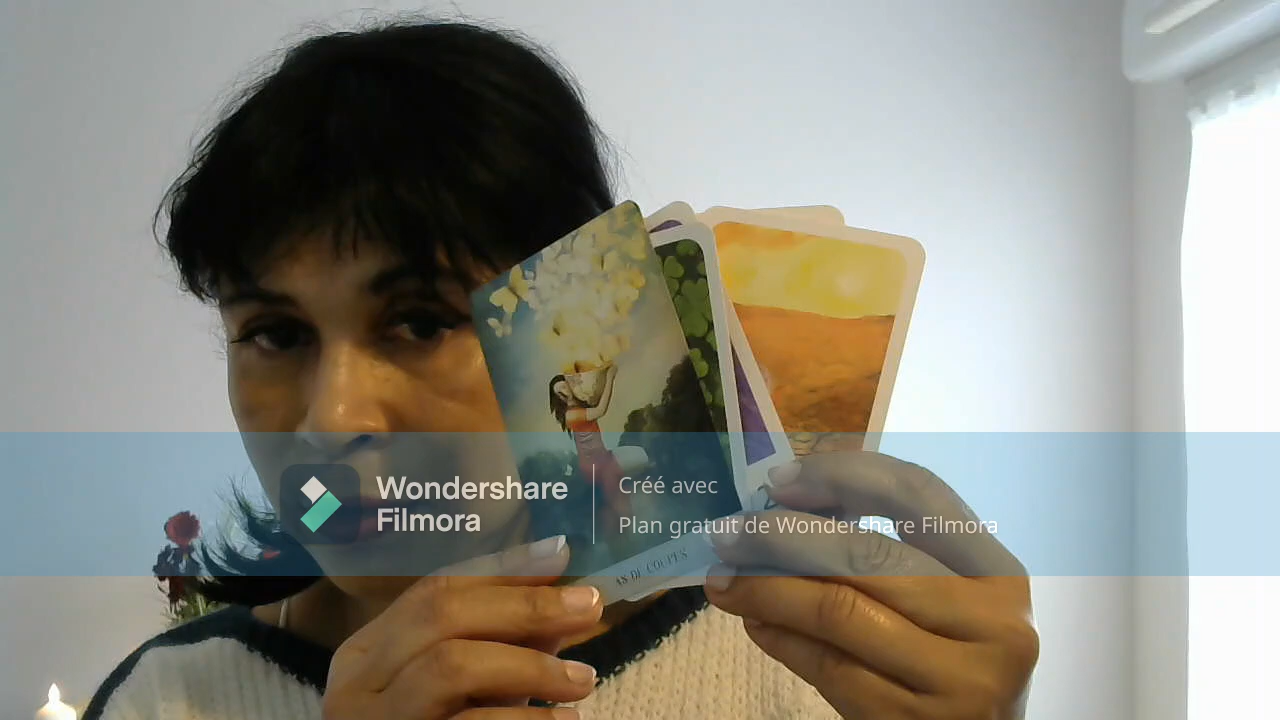 Wondershare
Filmora
Créé avec
Plan gratuit de Wondershare Filmora
AS DE COUPES